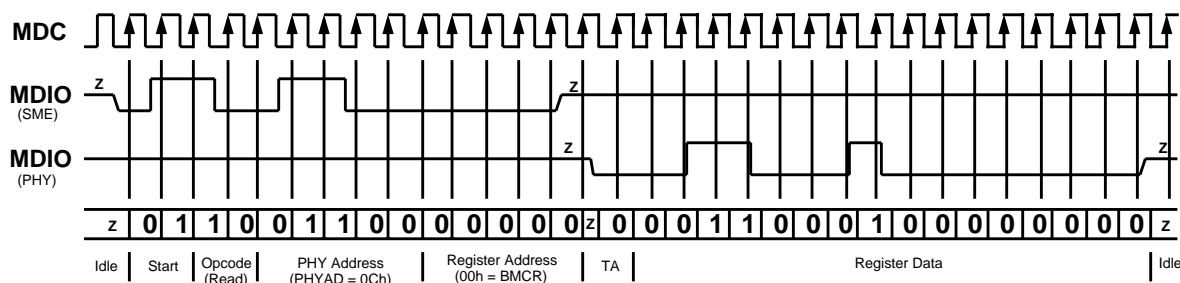 MDC
z
MDIO
(SME)
z
MDIO
(PHY)
z
z
z 0 1 1 0 0 1 1 0 0 0 0 0 0 0 Z 0 0 0 1 1 0 0 0 1 0 0 0 0 0 0 0 0 z
Idle Start Opcode PHY Address Register Address TA Register Data Idle
(Read) (PHYAD = 0Ch) (00h = BMCR)